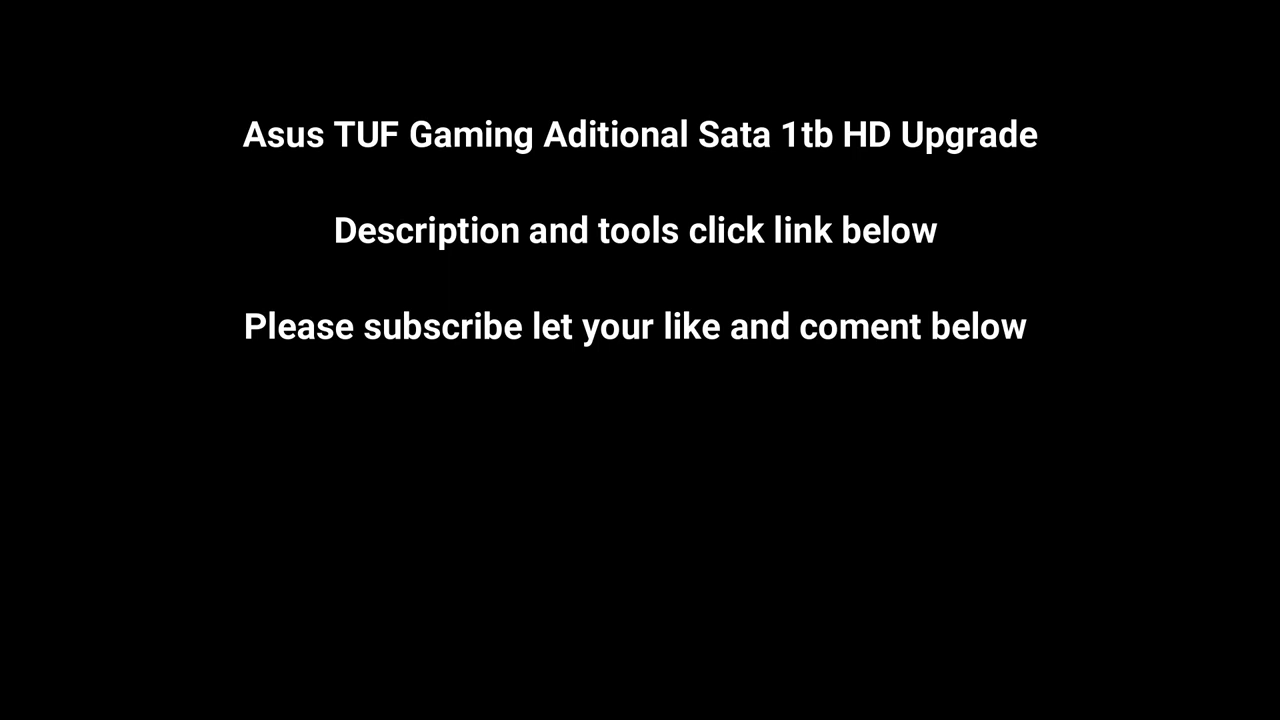 Asus TUF Gaming Aditional Sata 1tb HD Upgrade
Description and tools click link below
Please subscribe let your like and coment below